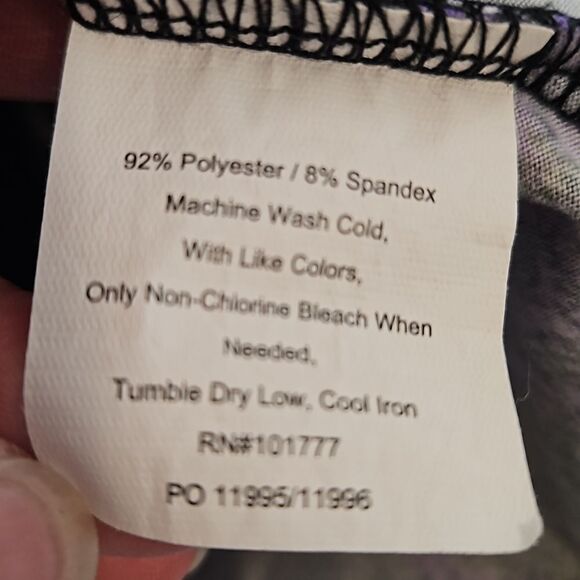 92% Polyester / 8% Spandex
Machine Wash Cold,
With Like Colors,
Only Non-Chlorine Bleach When
Needed,
Tumble Dry Low, Cool Iron
RN#101777
PO 11995/11996